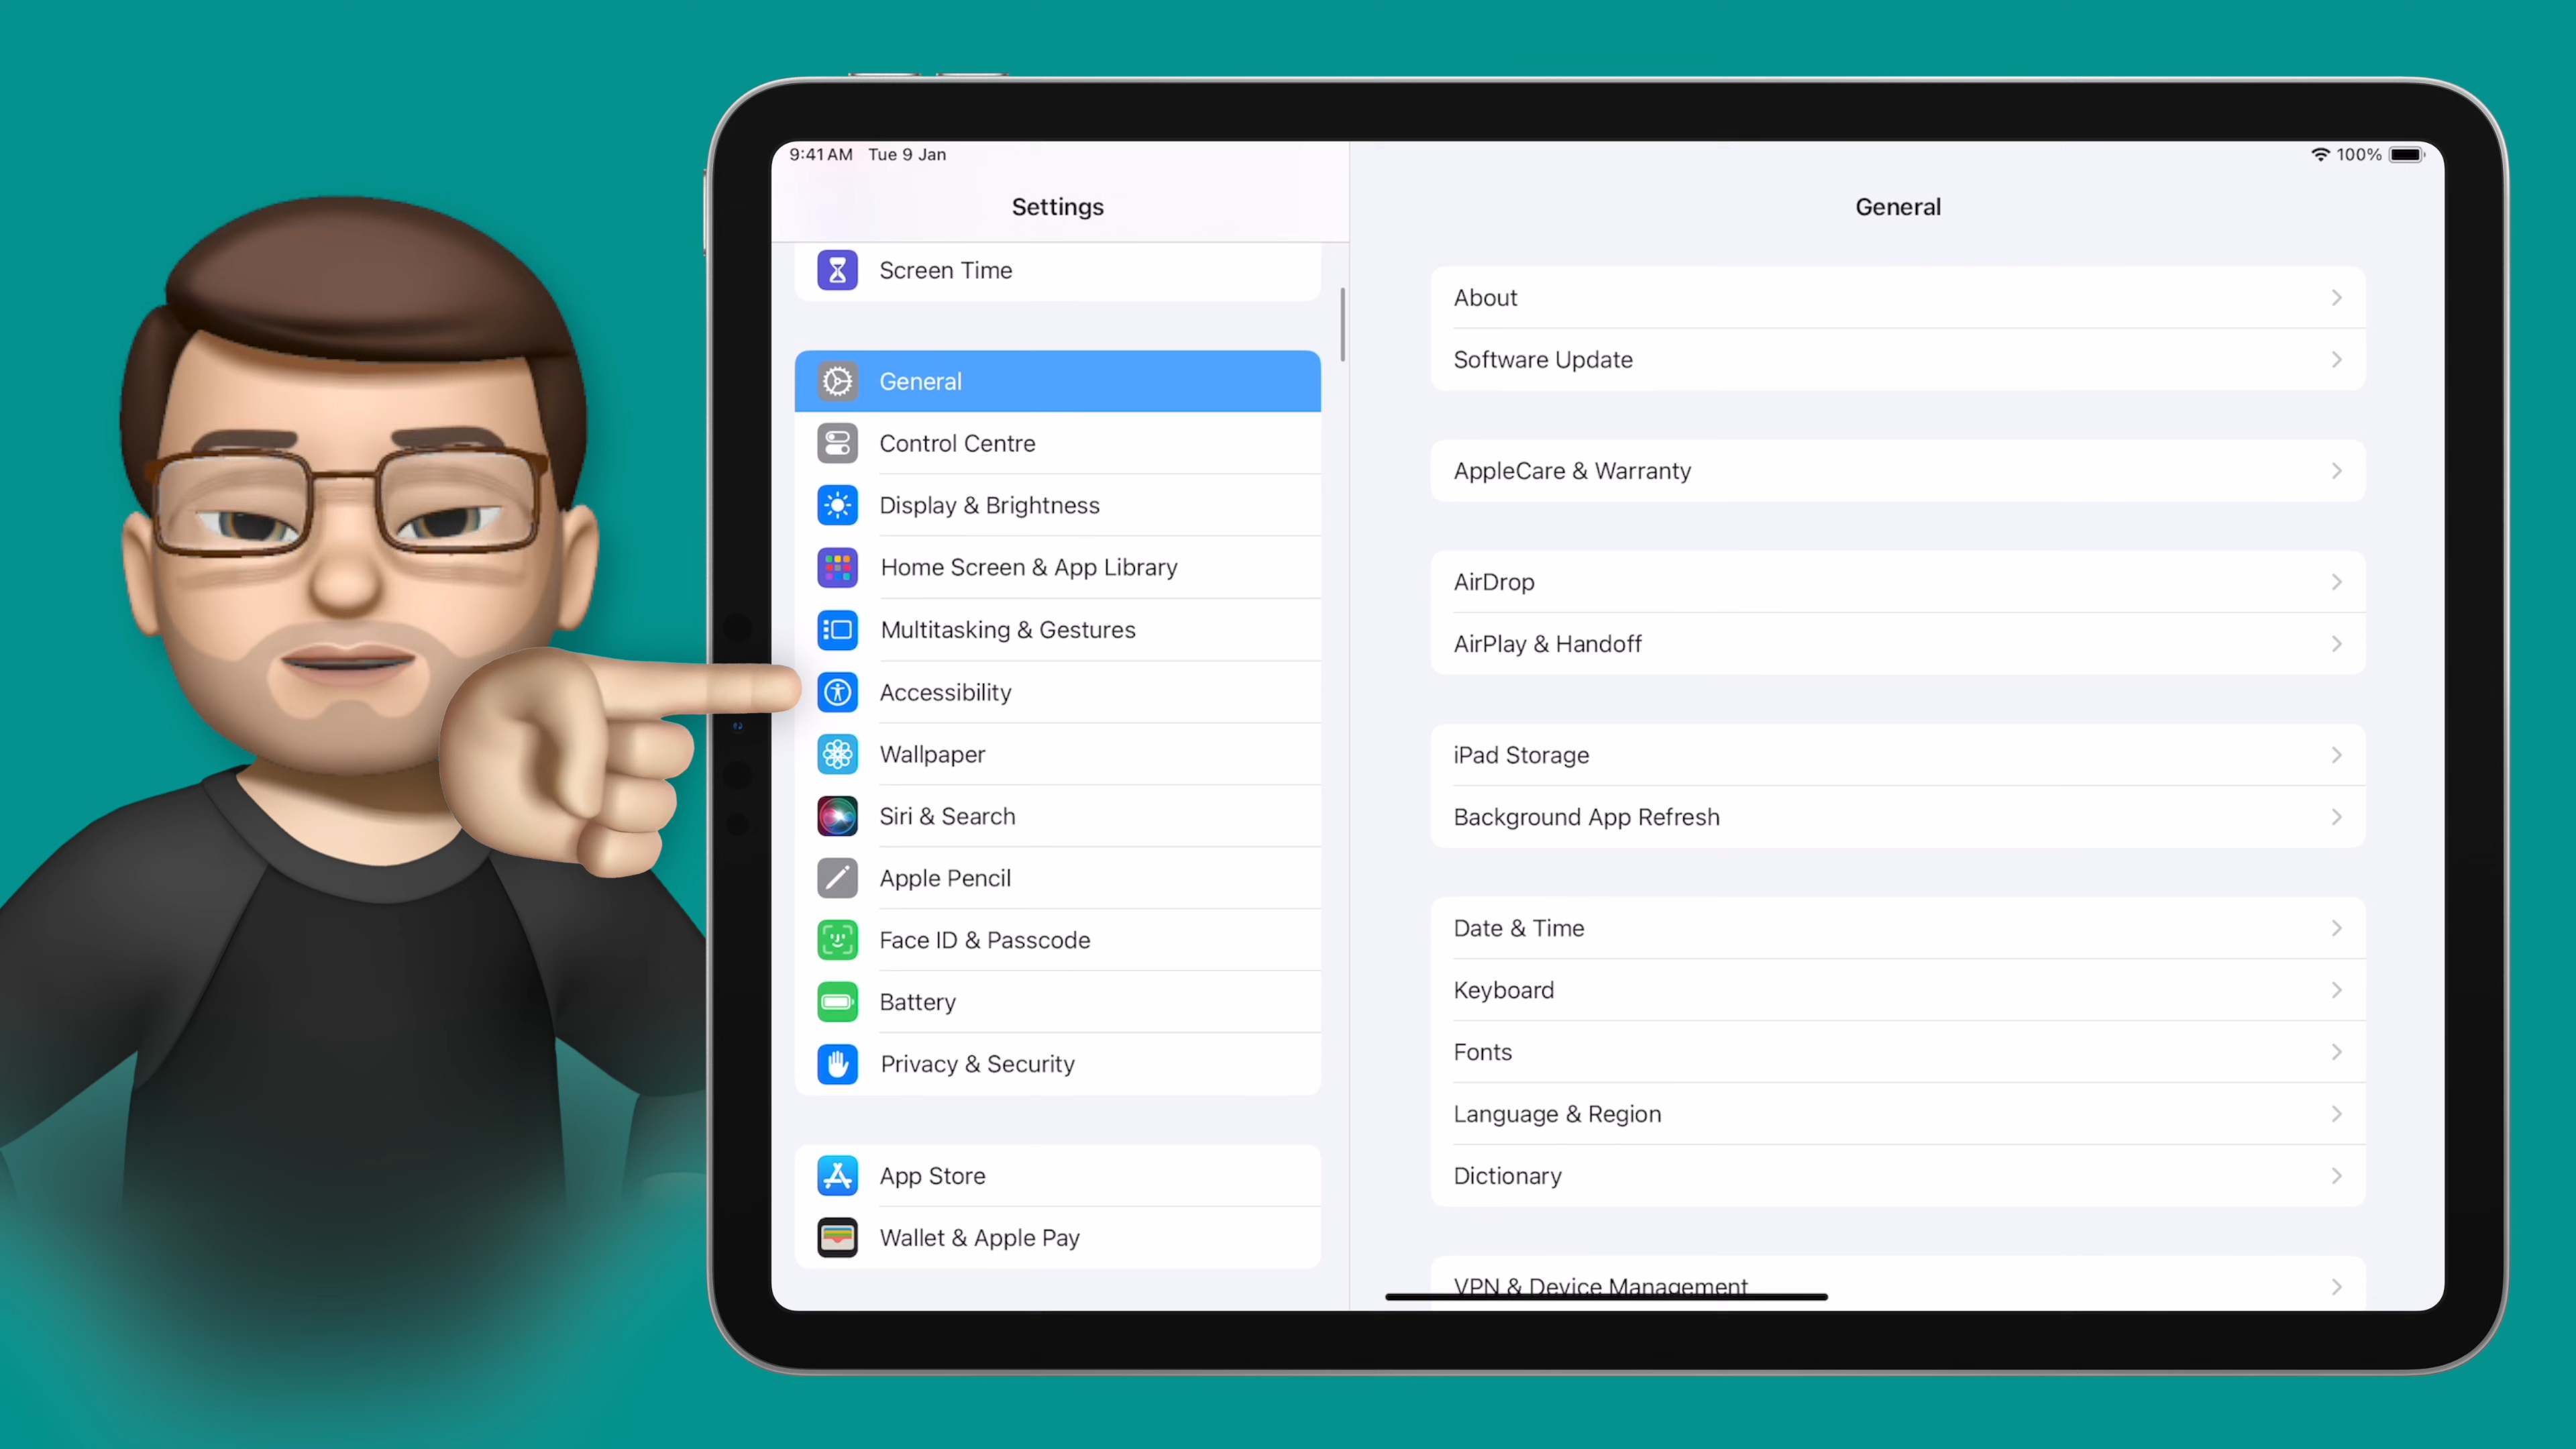 9:41 AM Tue 9 Jan
100%
Settings
Screen Time
General
Control Centre
Display & Brightness
Home Screen & App Library
Multitasking & Gestures
Accessibility
Wallpaper
Siri & Search
Apple Pencil
Face ID & Passcode
Battery
Privacy & Security
App Store
Wallet & Apple Pay
General
About
Software Update
AppleCare & Warranty
AirDrop
AirPlay & Handoff
iPad Storage
Background App Refresh
Date & Time
Keyboard
Fonts
Language & Region
Dictionary
VPN & Device Management